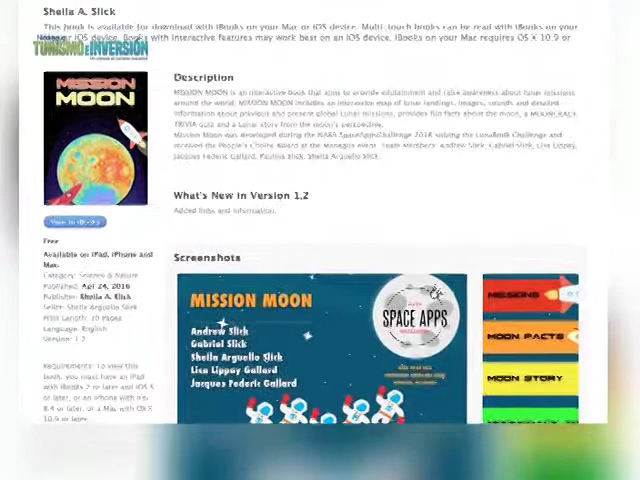 Sheila A. Slick
This book is available for download with iBooks on your Mac or iOS device. Multi-touch books can be read with iBooks on your
or iOS device. Books with interactive features may work best on an iOS device. iBooks on your Mac requires OS X 10.9 or
TURISMO E INVERSIÓN
MISSION
MOON
View in iBooks
Free
Available on iPad, iPhone and
Mac.
Category: Science & Nature
Published: Apr 24, 2016
Publisher: Sheila A. Slick
Seller: Sheila Arguello Slick
Print Length: 10 Pages
Language: English
Version: 1.2
Requirements: To view this
book, you must have an iPad
with iBooks 2 or later and iOS 5
or later, or an iPhone with iOS
8.4 or later, or a Mac with OS X
10.9 or later.
Description
MISSION MOON is an interactive book that aims to provide edutainment and raise awareness about lunar missions
around the world. MISSION MOON includes an interactive map of lunar landings, images, sounds and detailed
information about previous and present global Lunar missions, provides fun facts about the moon, a MOONCRACK
TRIVIA quiz and a Lunar story from the moon's perspective.
Mission Moon was developed during the NASA SpaceAppsChallenge 2016 solving the Challenge and
received the People's Choice Award at the Managua event. Team Members: Andrew Slick, Gabriel Slick, Lisa Lippay,
Jacques Federic Gallard, Paulina Slick, Sheila Arguello Slick.
What's New in Version 1.2
Added links and information.
Screenshots
MISSION MOON
Andrew Slick
Gabriel Slick
Sheila Arguello Slick
Lisa Lippay Gallard
Jacques Federic Gallard
SPACE APPS
MISSIONS
MOON FACTS
MOON STORY